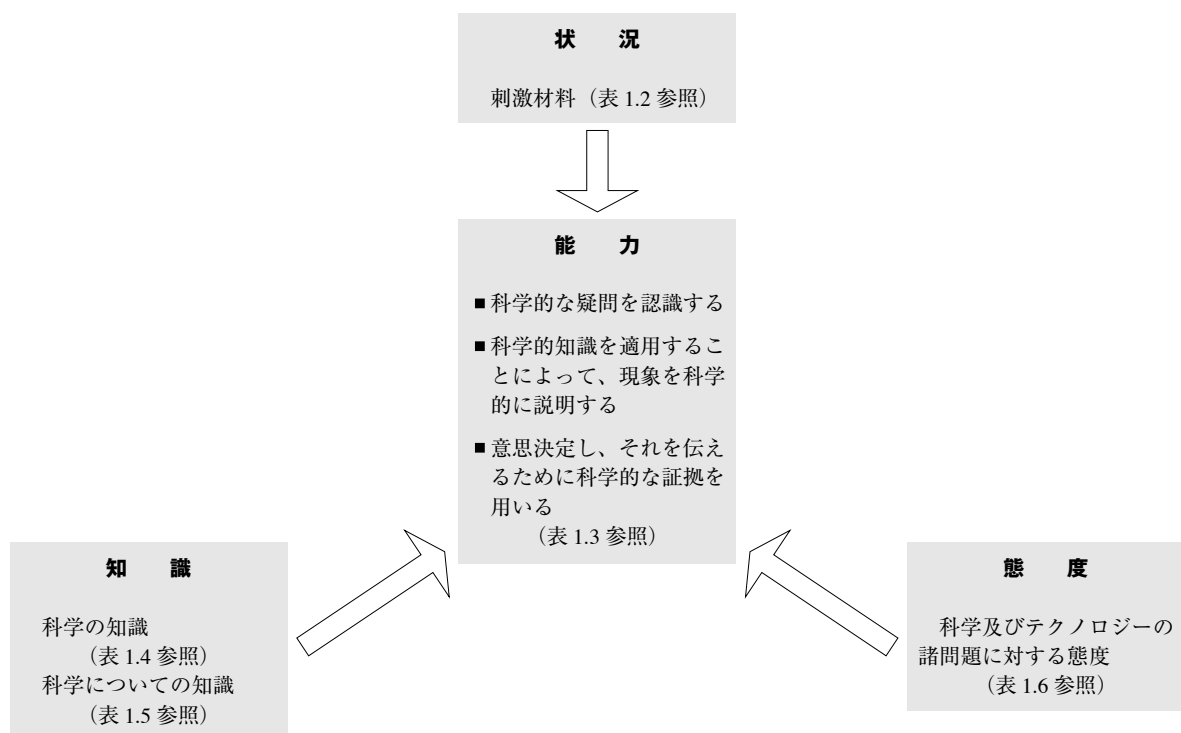 状　況
刺激材料（表 1.2 参照）
能　力
■科学的な疑問を認識する
■科学的知識を適用するこ
とによって、現象を科学
的に説明する
■意思決定し、それを伝え
るために科学的な証拠を
用いる
（表 1.3 参照）
知　識
科学の知識
（表 1.4 参照）
科学についての知識
（表 1.5 参照）
態　度
科学及びテクノロジーの
諸問題に対する態度
（表 1.6 参照）